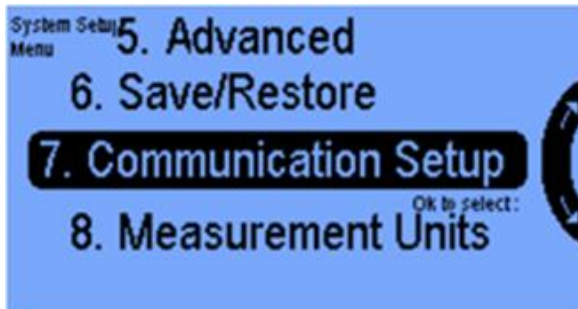 System Setup
Menu
5. Advanced
6. Save/Restore
7. Communication Setup
Ok to select:
8. Measurement Units